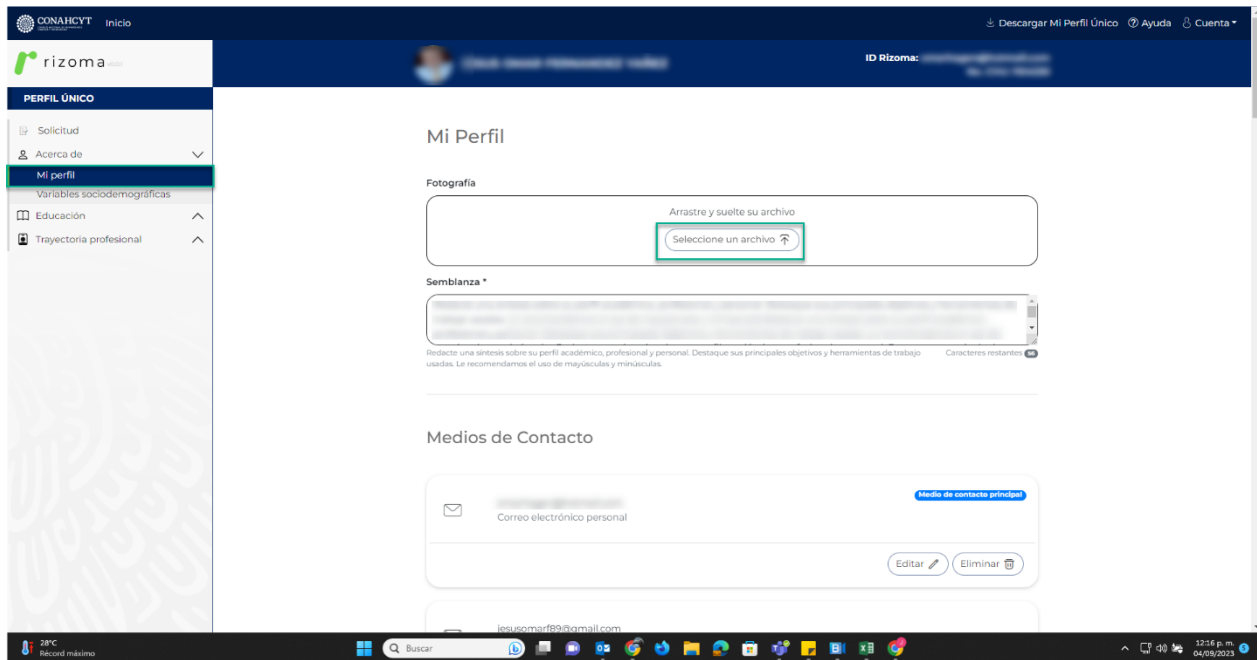 CONAHCYT Inicio Descargar Mi Perfil Único Ayuda Cuenta
rizoma
ID Rizoma:
PERFIL ÚNICO
Solicitud
Acerca de
Mi perfil
Variables sociodemográficas
Educación
Trayectoria profesional
Mi Perfil
Fotografía
Arrastre y suelte su archivo
Seleccione un archivo
Semblanza *
Redacte una síntesis sobre su perfil académico, profesional y personal. Destaque sus principales objetivos y herramientas de trabajo
usadas. Le recomendamos el uso de mayúsculas y minúsculas.
Caracteres restantes 56
Medios de Contacto
Medio de contacto principal
Correo electrónico personal
Editar Eliminar
jesusomarf89@gmail.com
28°C
Récord máximo
Buscar
12:16 p. m.
04/09/2023